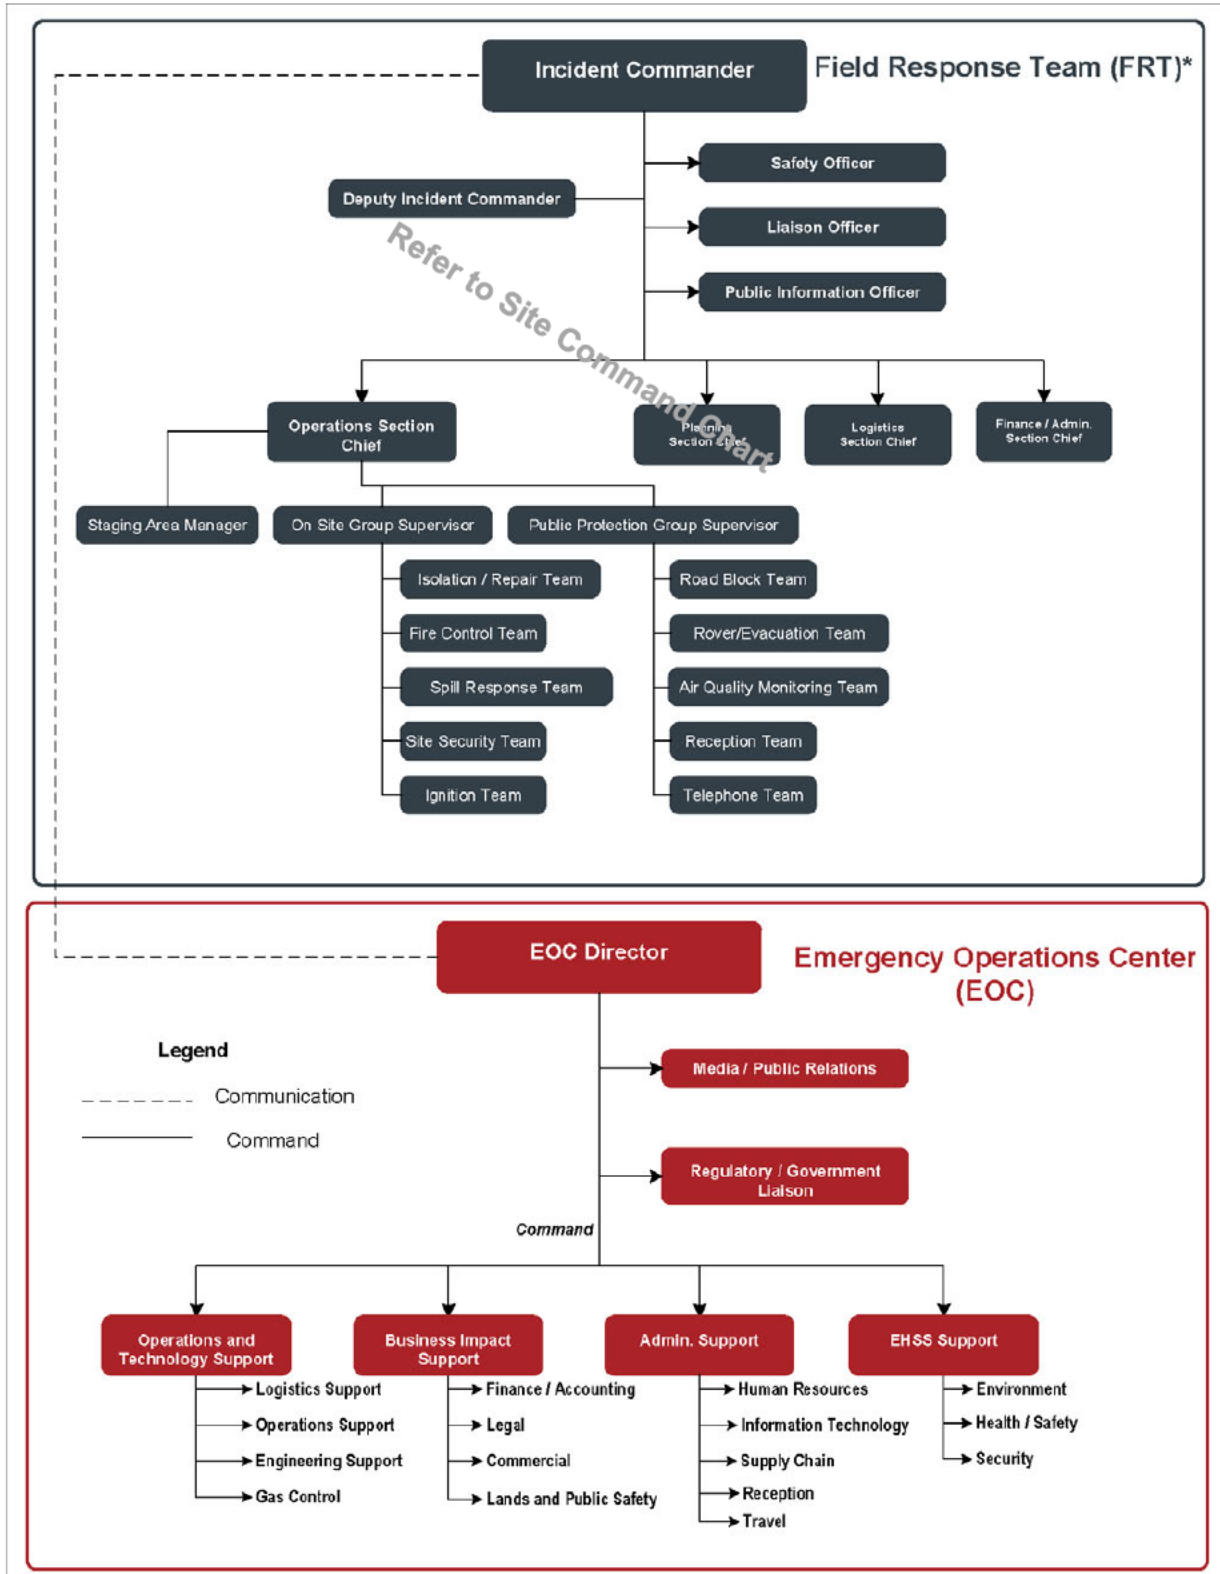 Incident Commander
Field Response Team (FRT)*
Safety Officer
Deputy Incident Commander
Liaison Officer
Public Information Officer
Refer to Site Command Chart
Operations Section
Chief
Planning
Section Chief
Logistics
Section Chief
Finance / Admin.
Section Chief
Staging Area Manager
On Site Group Supervisor
Public Protection Group Supervisor
Isolation / Repair Team
Road Block Team
Fire Control Team
Rover/Evacuation Team
Spill Response Team
Air Quality Monitoring Team
Site Security Team
Reception Team
Ignition Team
Telephone Team
EOC Director
Emergency Operations Center
(EOC)
Legend
Communication
Command
Media / Public Relations
Regulatory / Government
Liaison
Command
Operations and
Technology Support
Logistics Support
Operations Support
Engineering Support
Gas Control
Business Impact
Support
Finance / Accounting
Legal
Commercial
Lands and Public Safety
Admin. Support
Human Resources
Information Technology
Supply Chain
Reception
Travel
EHSS Support
Environment
Health / Safety
Security